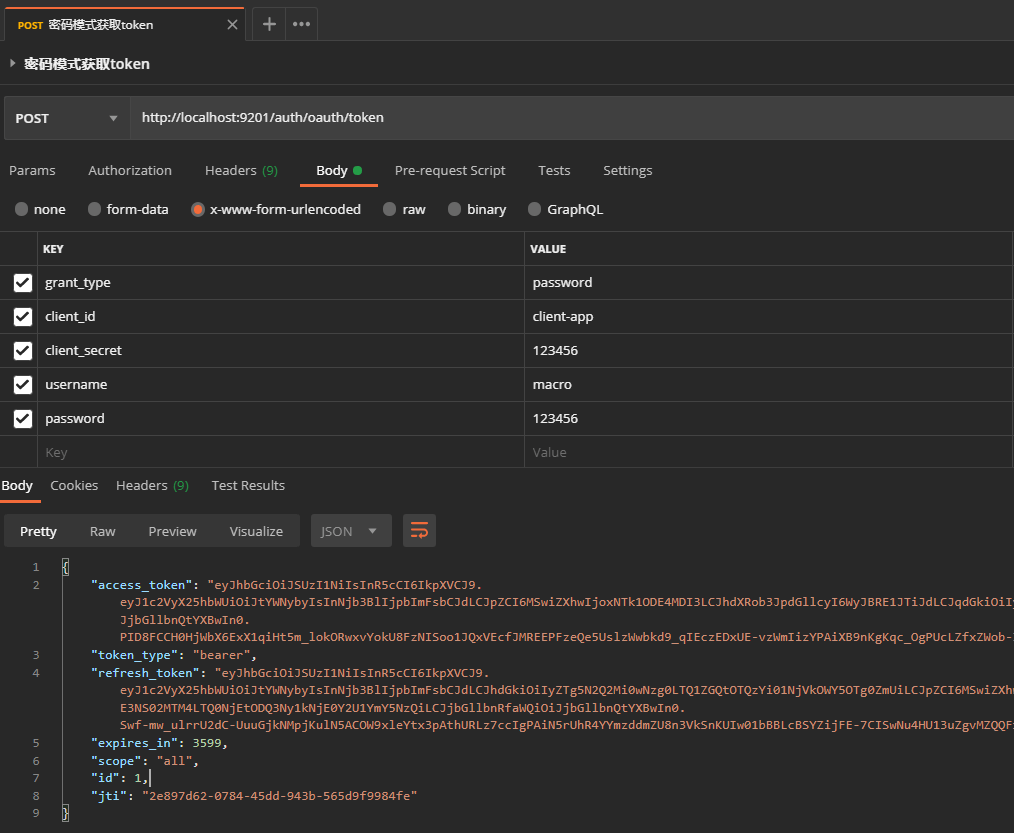 POST 密码模式获取token
密码模式获取token
POST http://localhost:9201/auth/oauth/token
Params Authorization Headers (9) Body Pre-request Script Tests Settings
none form-data x-www-form-urlencoded raw binary GraphQL
KEY VALUE
grant_type password
client_id client-app
client_secret 123456
username macro
password 123456
Key Value
Body Cookies Headers (9) Test Results
Pretty Raw Preview Visualize JSON
1 {
2 "access_token": "eyJhbGciOiJSUzI1NiIsInR5cCI6IkpXVCJ9.
eyJ1c2VyX25hbWUiOiJtYWNybyIsInNjb3BlIjpbImFsbCJdLCJpZCI6MSwiZXhwIjoxNTk1ODE4MDI3LCJhdXRob3JpdGllcyI6WyJBRE1JTiJdLCJqdGkiOiI
JjbGllbnQtYXBwIn0.
PID8FCCH0HjWbX6ExX1qiHt5m_lokORwxvYokU8FzNISoo1JQxVEcfJMREEPFzeQe5UslzWwbkd9_qIEczEDxUE-vzWmIizYPAiXB9nKgKqc_OgPUcLZfxZWob-
3 "token_type": "bearer",
4 "refresh_token": "eyJhbGciOiJSUzI1NiIsInR5cCI6IkpXVCJ9.
eyJ1c2VyX25hbWUiOiJtYWNybyIsInNjb3BlIjpbImFsbCJdLCJhdGkiOiIyZTg5N2Q2Mi0wNzg0LTQ1ZGQtOTQzYi01NjVkOWY5OTg0ZmUiLCJpZCI6MSwiZXh
E3NS02MTM4LTQ0NjEtODQ3Ny1kNjE0Y2U1YmY5NzQiLCJjbGllbnRfaWQiOiJjbGllbnQtYXBwIn0.
Swf-mw_ulrrU2dC-UuuGjkNMpjKulN5ACOW9xleYtx3pAthURLz7ccIgPAiN5rUhR4YYmzddmZU8n3VkSnKUIw01bBBLcBSYZijFE-7CISwNu4HU13uZgvMZQQF
5 "expires_in": 3599,
6 "scope": "all",
7 "id": 1,
8 "jti": "2e897d62-0784-45dd-943b-565d9f9984fe"
9 }